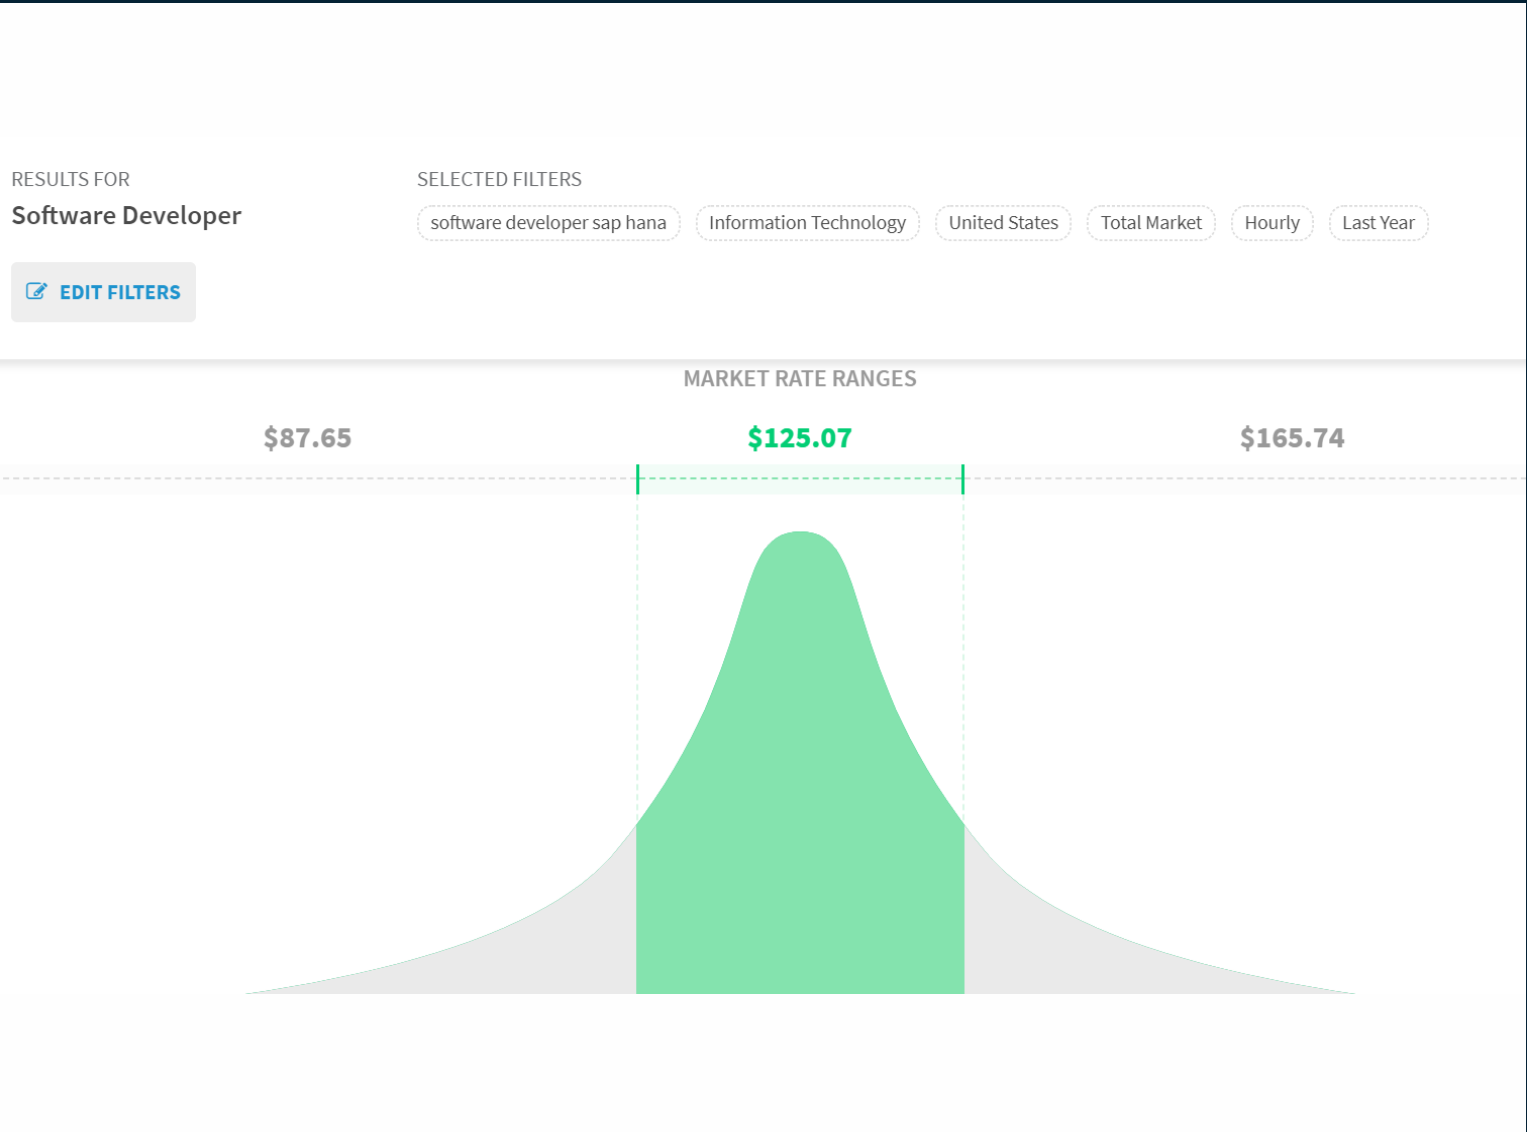 RESULTS FOR
Software Developer
EDIT FILTERS
SELECTED FILTERS
software developer sap hana Information Technology United States Total Market Hourly Last Year
MARKET RATE RANGES
$87.65 $125.07 $165.74